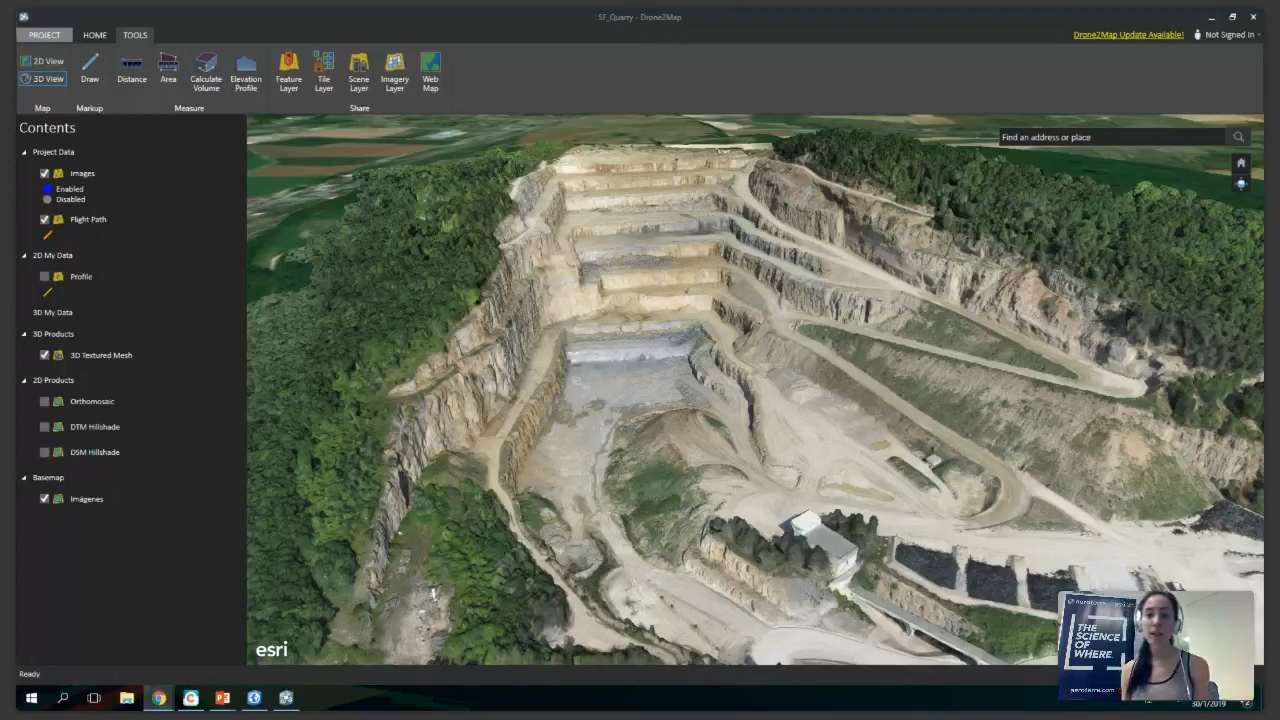 SF_Quarry - Drone2Map
PROJECT HOME TOOLS
Drone2Map Update Available! Not Signed In
2D View
3D View
Draw
Distance
Area
Calculate Volume
Elevation Profile
Feature Layer
Tile Layer
Scene Layer
Imagery Layer
Web Map
Map Markup Measure Share
Contents
Project Data
Images
Enabled
Disabled
Flight Path
2D My Data
Profile
3D My Data
3D Products
3D Textured Mesh
2D Products
Orthomosaic
DTM Hillshade
DSM Hillshade
Basemap
Imágenes
Find an address or place
esri
THE
SCIENCE
OF
WHERE
aeroterra.com
Ready
30/1/2019